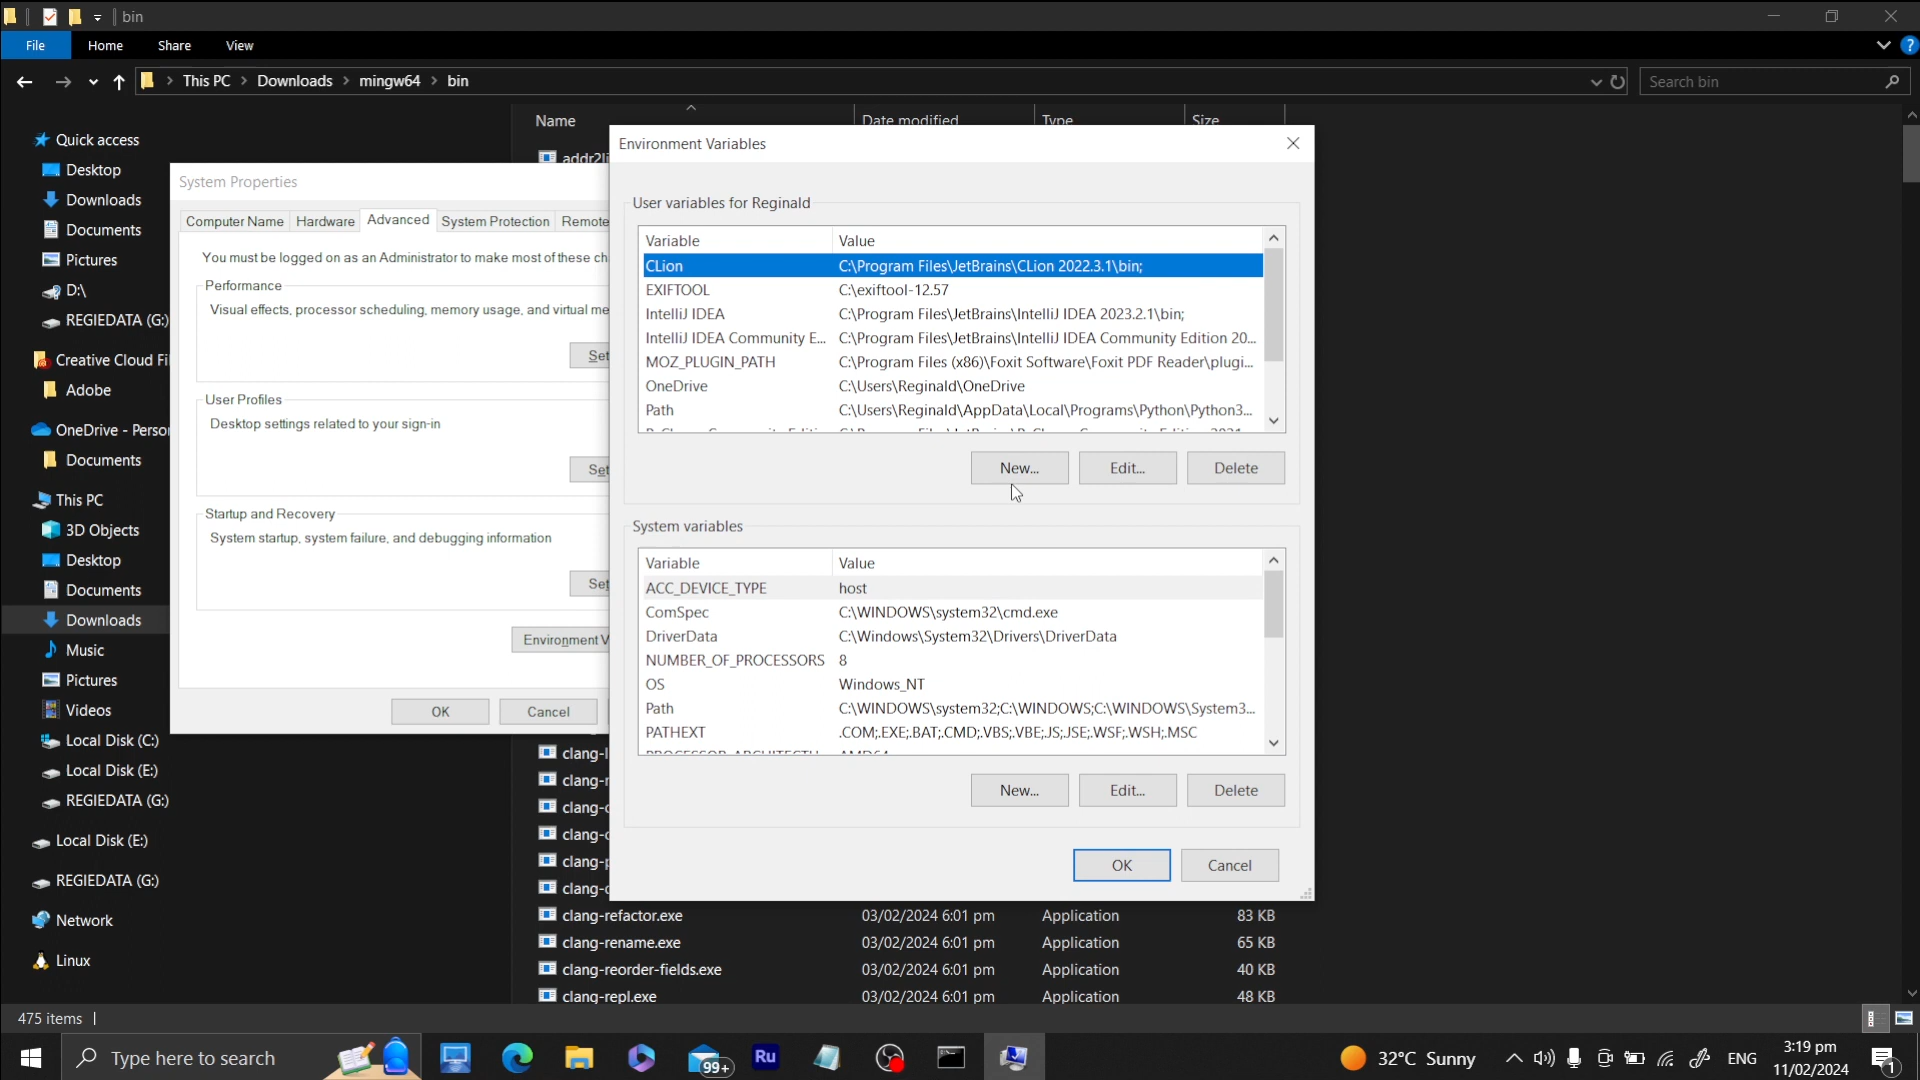 bin
File Home Share View
This PC > Downloads > mingw64 > bin
Search bin
Name Date modified Type Size
Quick access
Desktop
Downloads
Documents
Pictures
D:\
REGIEDATA (G:)
Creative Cloud Fil
Adobe
OneDrive - Person
Documents
This PC
3D Objects
Desktop
Documents
Downloads
Music
Pictures
Videos
Local Disk (C:)
Local Disk (E:)
REGIEDATA (G:)
Local Disk (E:)
REGIEDATA (G:)
Network
Linux
System Properties
Computer Name Hardware Advanced System Protection Remote
You must be logged on as an Administrator to make most of these ch
Performance
Visual effects, processor scheduling, memory usage, and virtual me
Set
User Profiles
Desktop settings related to your sign-in
Set
Startup and Recovery
System startup, system failure, and debugging information
Set
Environment V
OK Cancel
Environment Variables
User variables for Reginald
Variable Value
CLion C:\Program Files\JetBrains\CLion 2022.3.1\bin;
EXIFTOOL C:\exiftool-12.57
IntelliJ IDEA C:\Program Files\JetBrains\IntelliJ IDEA 2023.2.1\bin;
IntelliJ IDEA Community E... C:\Program Files\JetBrains\IntelliJ IDEA Community Edition 20...
MOZ_PLUGIN_PATH C:\Program Files (x86)\Foxit Software\Foxit PDF Reader\plugi...
OneDrive C:\Users\Reginald\OneDrive
Path C:\Users\Reginald\AppData\Local\Programs\Python\Python3...
New... Edit... Delete
System variables
Variable Value
ACC_DEVICE_TYPE host
ComSpec C:\WINDOWS\system32\cmd.exe
DriverData C:\Windows\System32\Drivers\DriverData
NUMBER_OF_PROCESSORS 8
OS Windows_NT
Path C:\WINDOWS\system32;C:\WINDOWS;C:\WINDOWS\System3...
PATHEXT .COM;.EXE;.BAT;.CMD;.VBS;.VBE;.JS;.JSE;.WSF;.WSH;.MSC
New... Edit... Delete
OK Cancel
addr2li
clang-l
clang-r
clang-c
clang-c
clang-p
clang-c
clang-refactor.exe 03/02/2024 6:01 pm Application 83 KB
clang-rename.exe 03/02/2024 6:01 pm Application 65 KB
clang-reorder-fields.exe 03/02/2024 6:01 pm Application 40 KB
clang-repl.exe 03/02/2024 6:01 pm Application 48 KB
475 items
Type here to search
99+
Ru
32°C Sunny
ENG
3:19 pm
11/02/2024
1